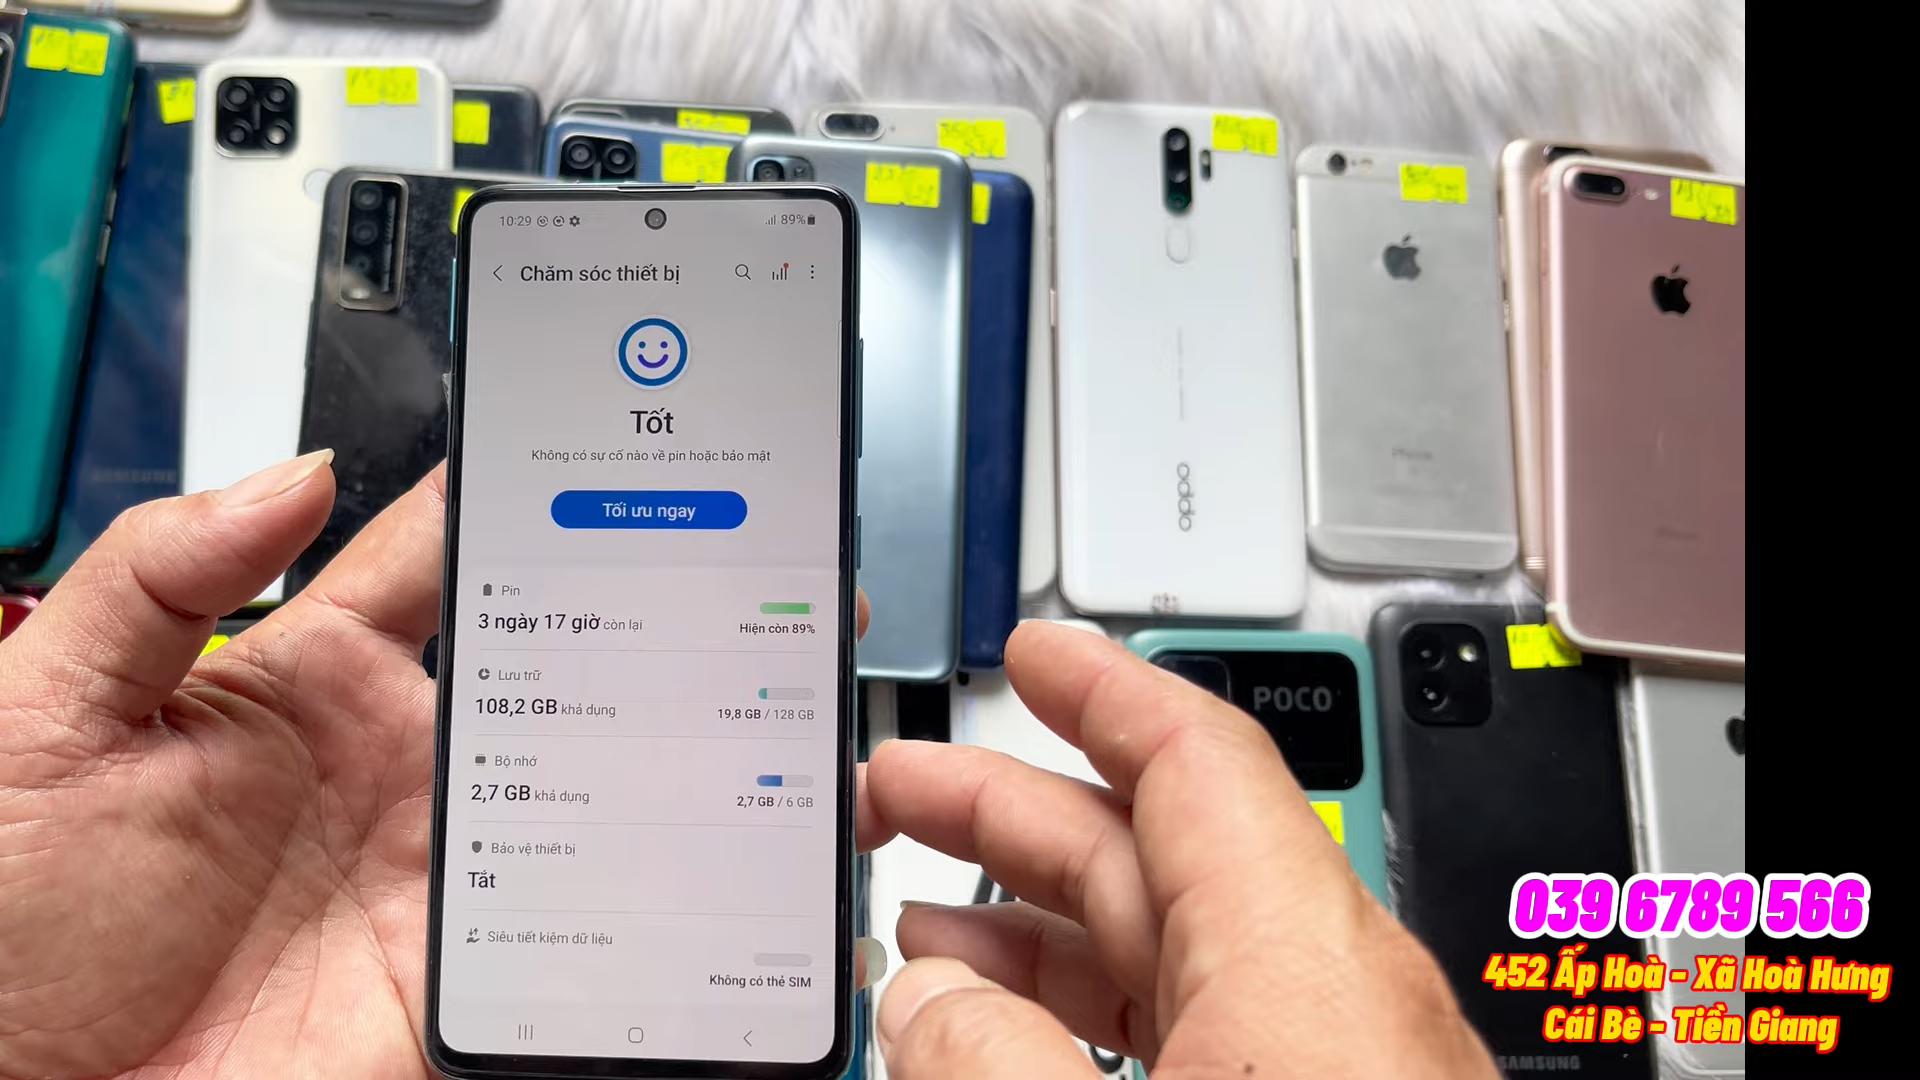 10:29
89%
Chăm sóc thiết bị
Tốt
Không có sự cố nào về pin hoặc bảo mật
Tối ưu ngay
Pin
3 ngày 17 giờ còn lại
Hiện còn 89%
Lưu trữ
108,2 GB khả dụng
19,8 GB / 128 GB
Bộ nhớ
2,7 GB khả dụng
2,7 GB / 6 GB
Bảo vệ thiết bị
Tắt
Siêu tiết kiệm dữ liệu
Không có thẻ SIM
SAMSUNG
oppo
iPhone
POCO
SAMSUNG
039 6789 566
452 Ấp Hoà - Xã Hoà Hưng
Cái Bè - Tiền Giang